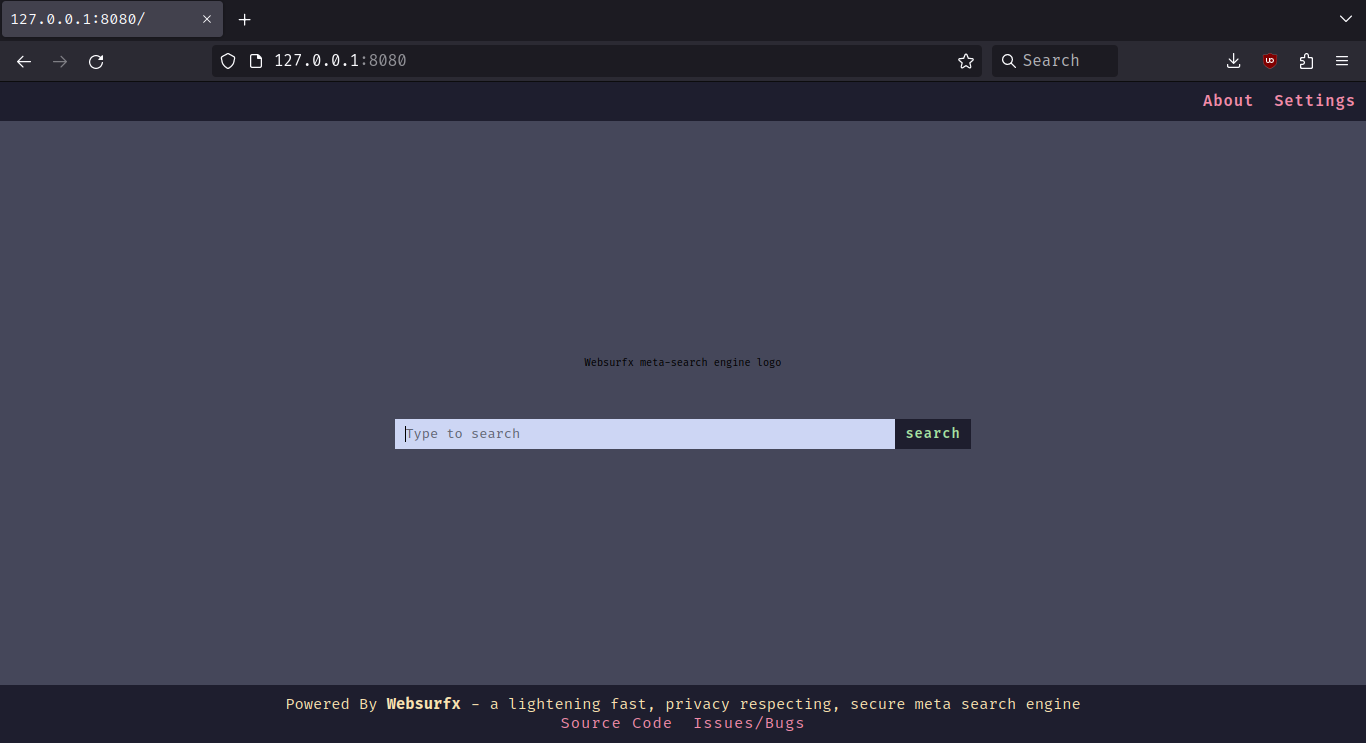 127.0.0.1:8080/
127.0.0.1:8080
Search
About Settings
Websurfx meta-search engine logo
Type to search
search
Powered By Websurfx - a lightening fast, privacy respecting, secure meta search engine
Source Code Issues/Bugs